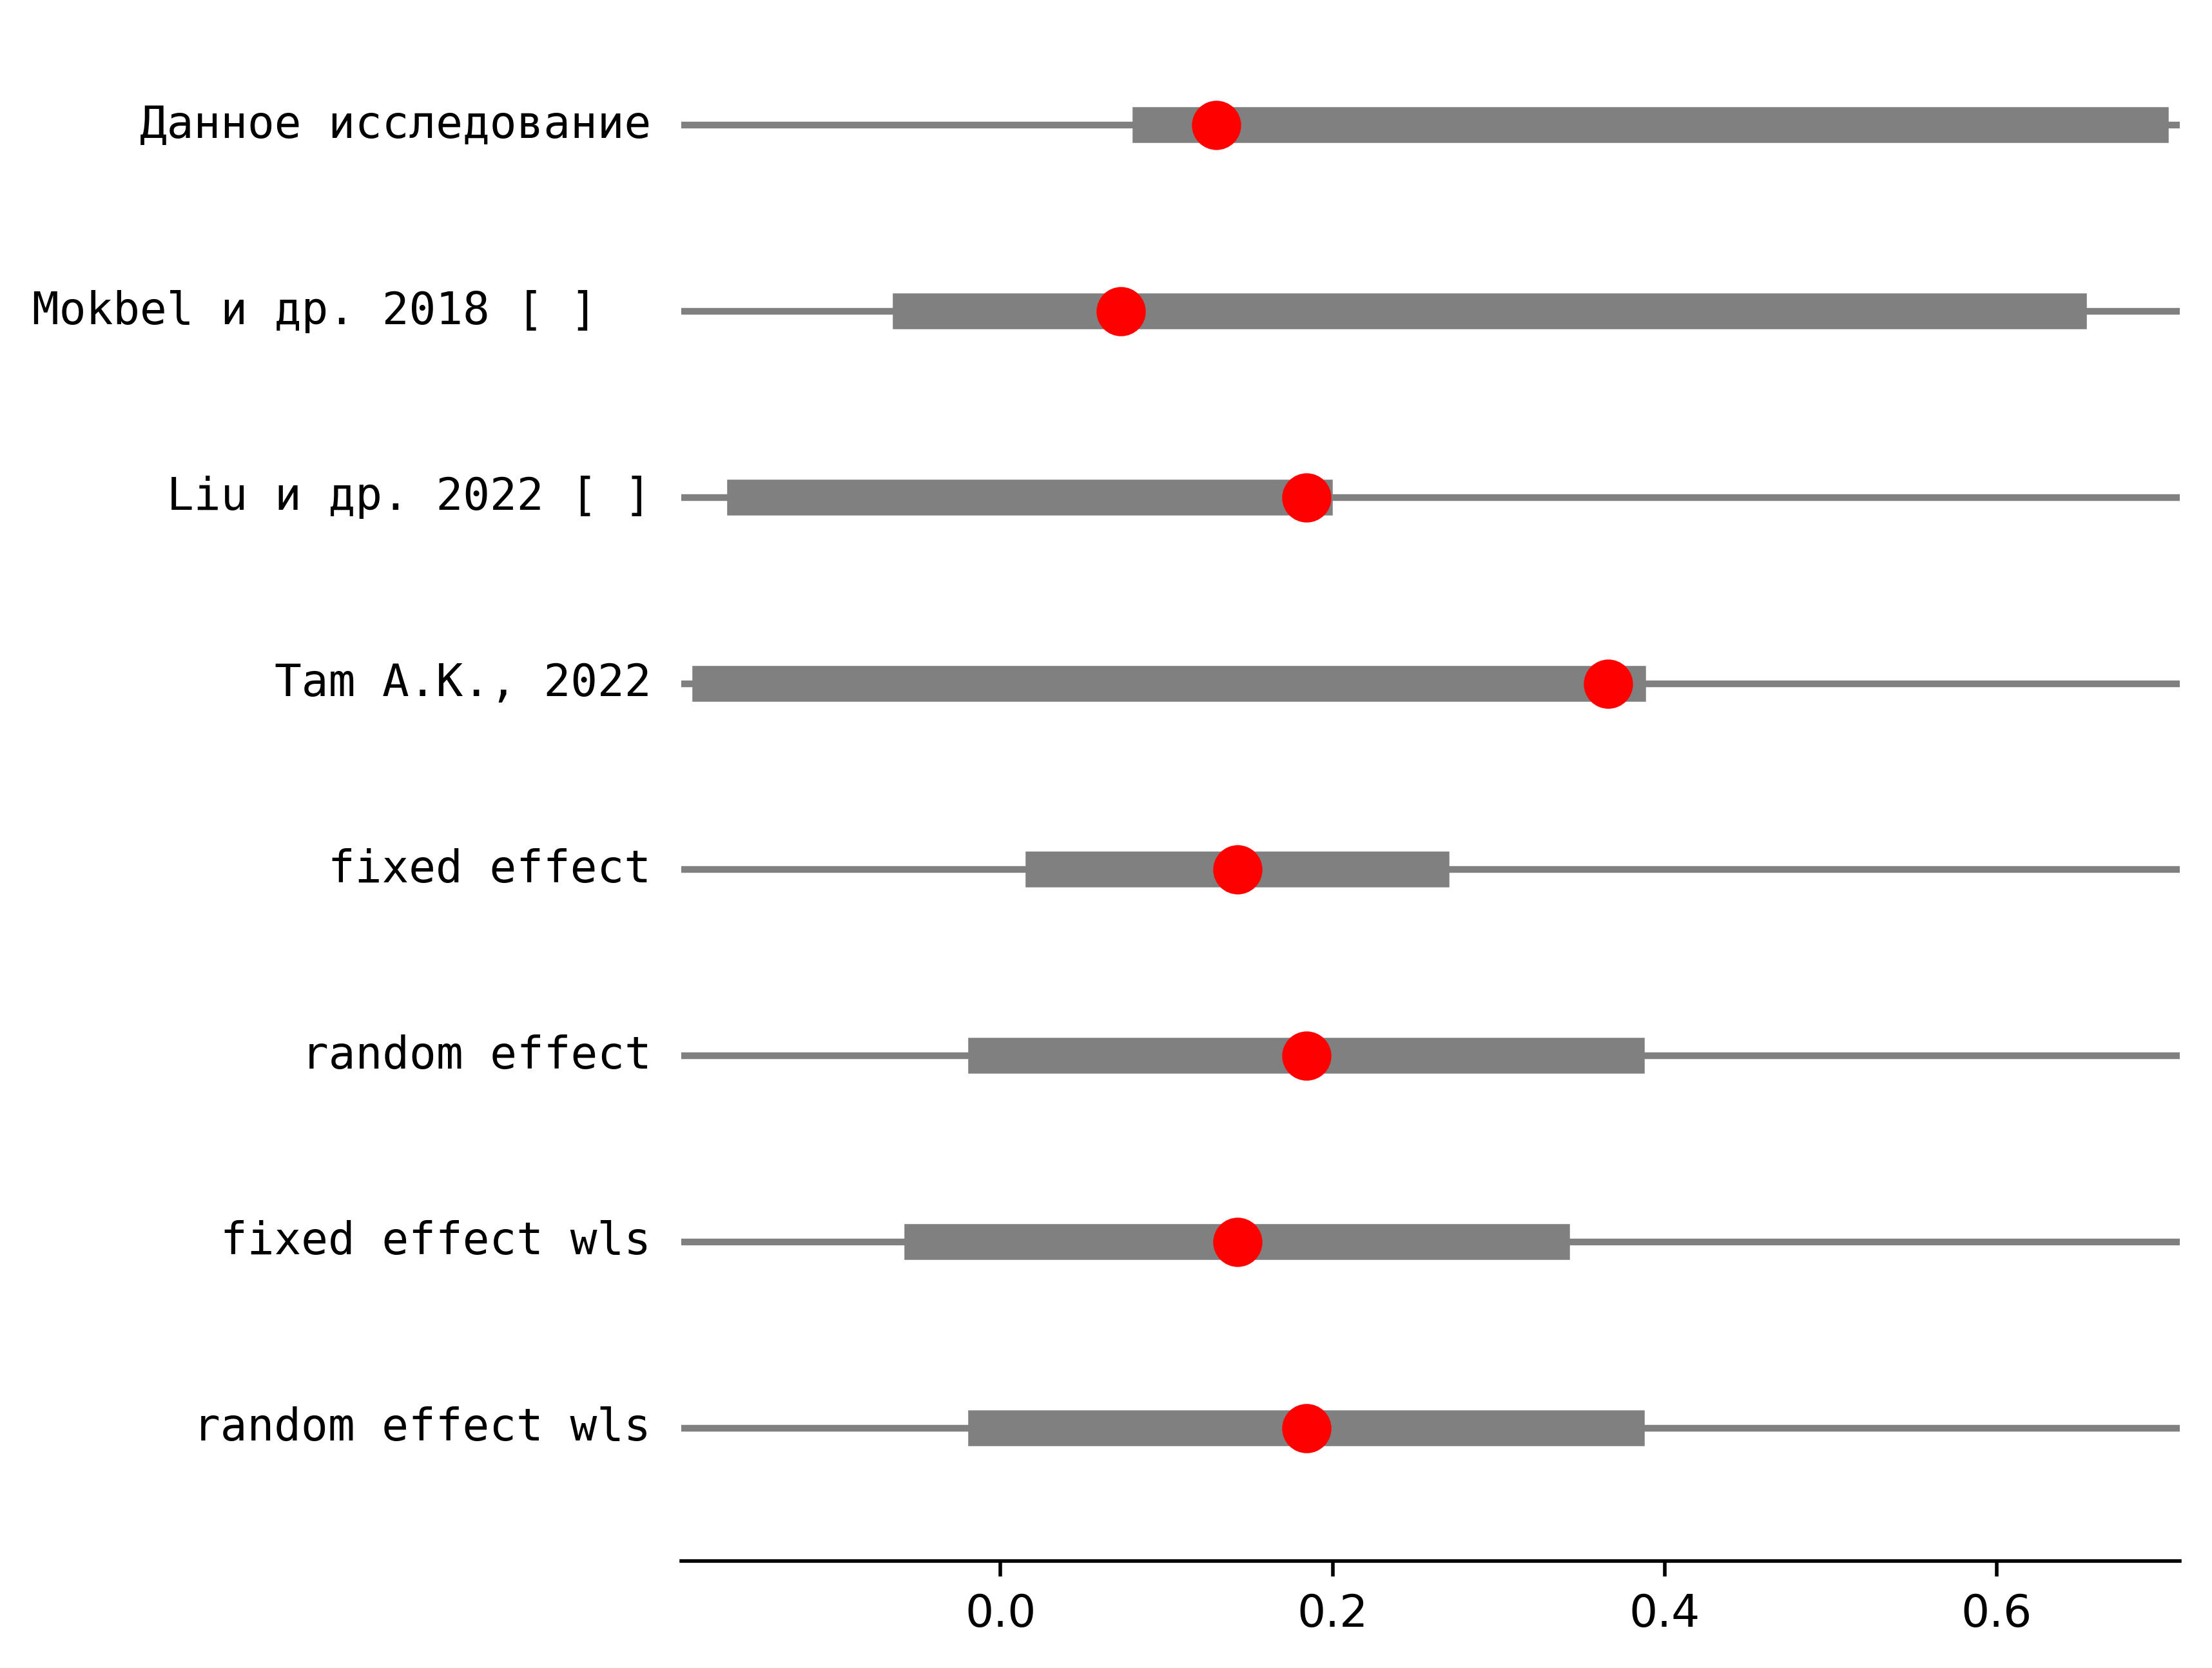 Данное исследование
Mokbel и др. 2018 [ ]
Liu и др. 2022 [ ]
Tam A.K., 2022
fixed effect
random effect
fixed effect wls
random effect wls
0.0 0.2 0.4 0.6